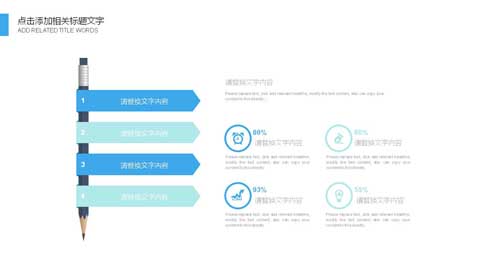 点击添加相关标题文字
ADD RELATED TITLE WORDS
1 请替换文字内容
2 请替换文字内容
3 请替换文字内容
4 请替换文字内容
请替换文字内容
Please replace text, click add relevant headline, modify the text content, also can copy your
content to this directly.
88%
请替换文字内容
Please replace text, click add relevant headline,
modify the text content, also can copy your
content to this directly.
60%
请替换文字内容
Please replace text, click add relevant headline,
modify the text content, also can copy your
content to this directly.
93%
请替换文字内容
Please replace text, click add relevant headline,
modify the text content, also can copy your
content to this directly.
55%
请替换文字内容
Please replace text, click add relevant headline,
modify the text content, also can copy your
content to this directly.